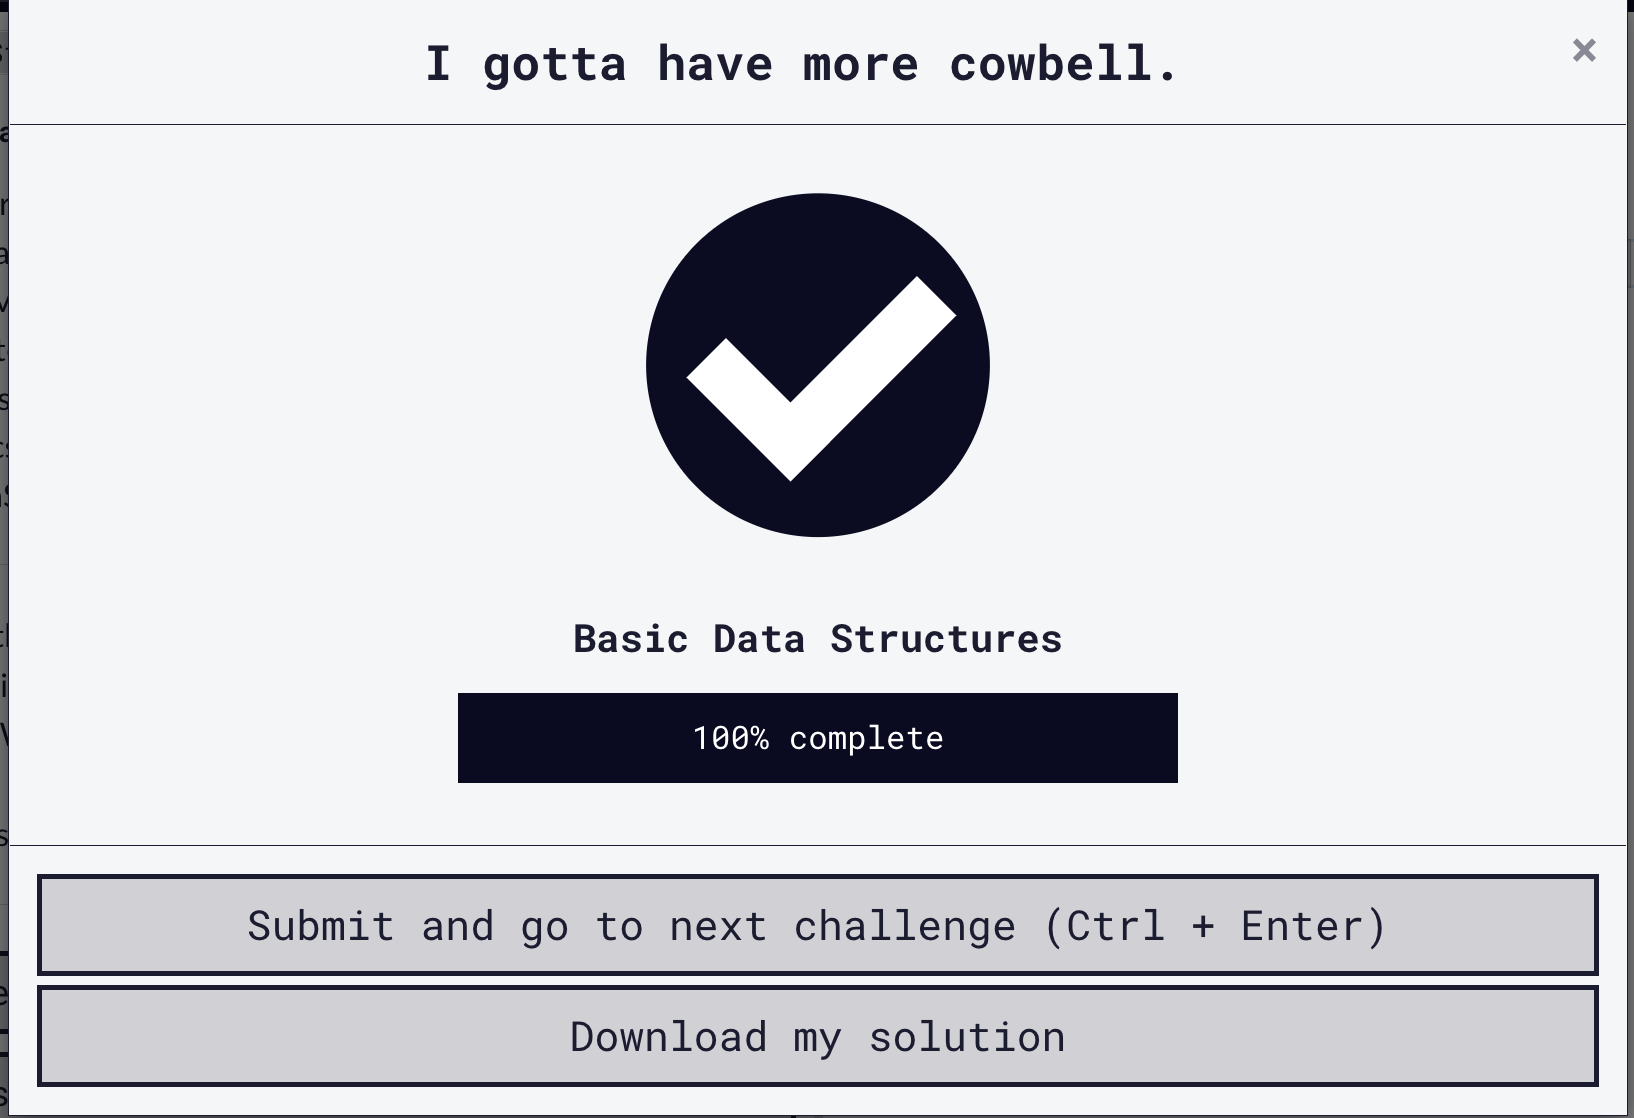 I gotta have more cowbell.
×
Basic Data Structures
100% complete
Submit and go to next challenge (Ctrl + Enter)
Download my solution